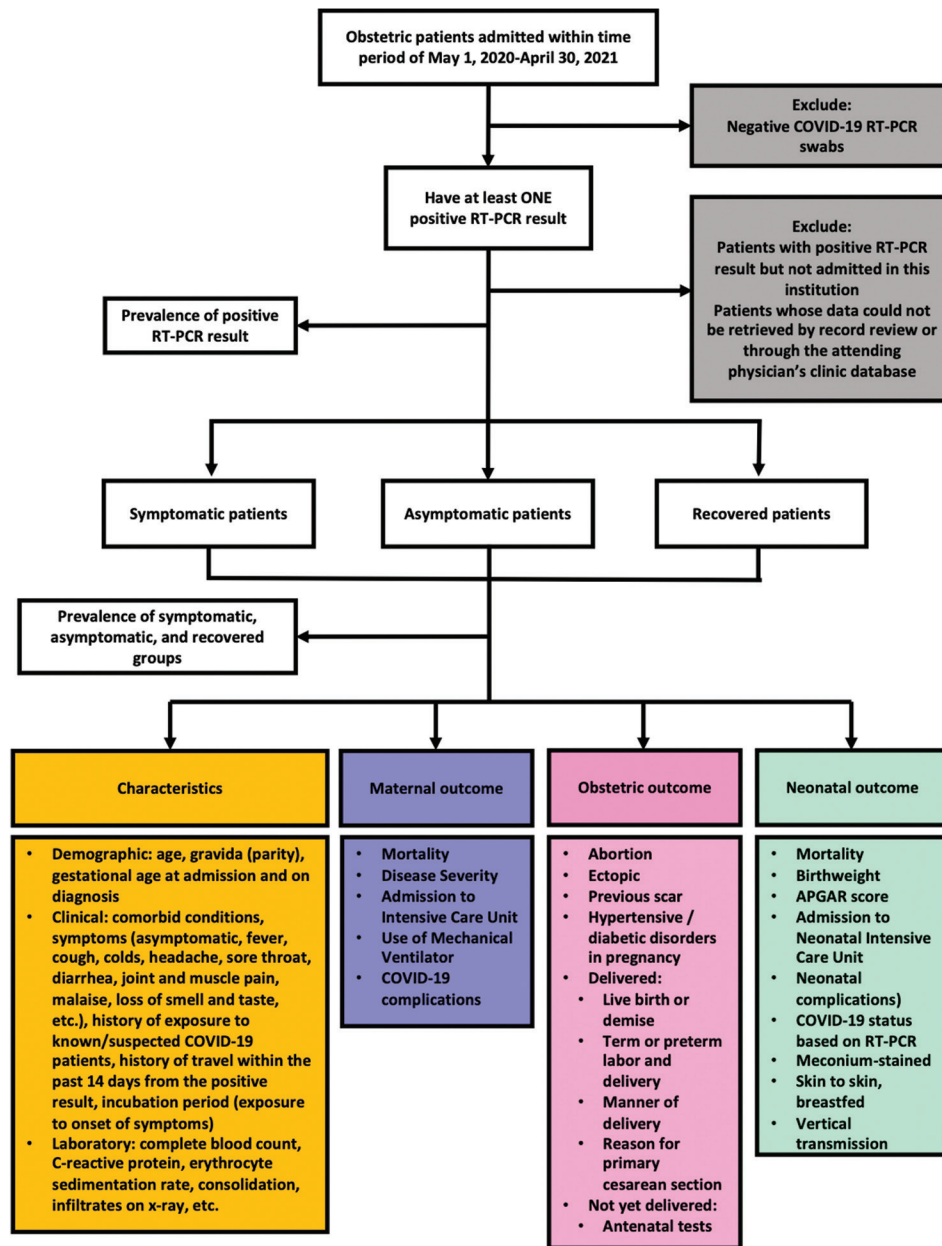 Obstetric patients admitted within time
period of May 1, 2020-April 30, 2021
Exclude:
Negative COVID-19 RT-PCR
swabs
Have at least ONE
positive RT-PCR result
Exclude:
Patients with positive RT-PCR
result but not admitted in this
institution
Patients whose data could not
be retrieved by record review or
through the attending
physician's clinic database
Prevalence of positive
RT-PCR result
Symptomatic patients
Asymptomatic patients
Recovered patients
Prevalence of symptomatic,
asymptomatic, and recovered
groups
Characteristics
• Demographic: age, gravida (parity),
gestational age at admission and on
diagnosis
• Clinical: comorbid conditions,
symptoms (asymptomatic, fever,
cough, colds, headache, sore throat,
diarrhea, joint and muscle pain,
malaise, loss of smell and taste,
etc.), history of exposure to
known/suspected COVID-19
patients, history of travel within the
past 14 days from the positive
result, incubation period (exposure
to onset of symptoms)
• Laboratory: complete blood count,
C-reactive protein, erythrocyte
sedimentation rate, consolidation,
infiltrates on x-ray, etc.
Maternal outcome
• Mortality
• Disease Severity
• Admission to
Intensive Care Unit
• Use of Mechanical
Ventilator
• COVID-19
complications
Obstetric outcome
• Abortion
• Ectopic
• Previous scar
• Hypertensive /
diabetic disorders
in pregnancy
• Delivered:
• Live birth or
demise
• Term or preterm
labor and
delivery
• Manner of
delivery
• Reason for
primary
cesarean section
• Not yet delivered:
• Antenatal tests
Neonatal outcome
• Mortality
• Birthweight
• APGAR score
• Admission to
Neonatal Intensive
Care Unit
• Neonatal
complications)
• COVID-19 status
based on RT-PCR
• Meconium-stained
• Skin to skin,
breastfed
• Vertical
transmission